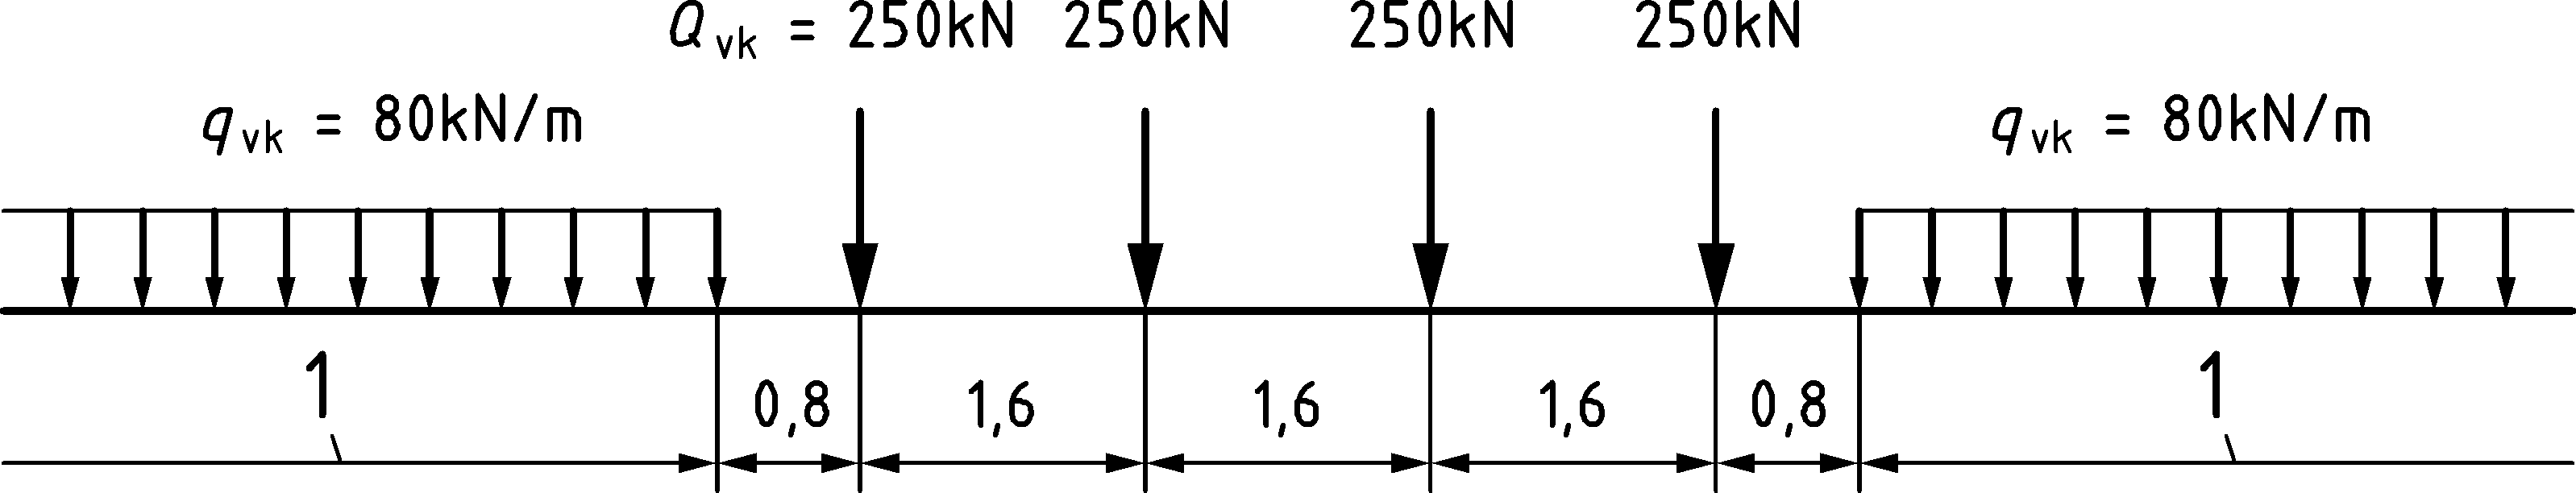 Qvk = 250kN 250kN 250kN 250kN
qvk = 80kN/m qvk = 80kN/m
1 0,8 1,6 1,6 1,6 0,8 1